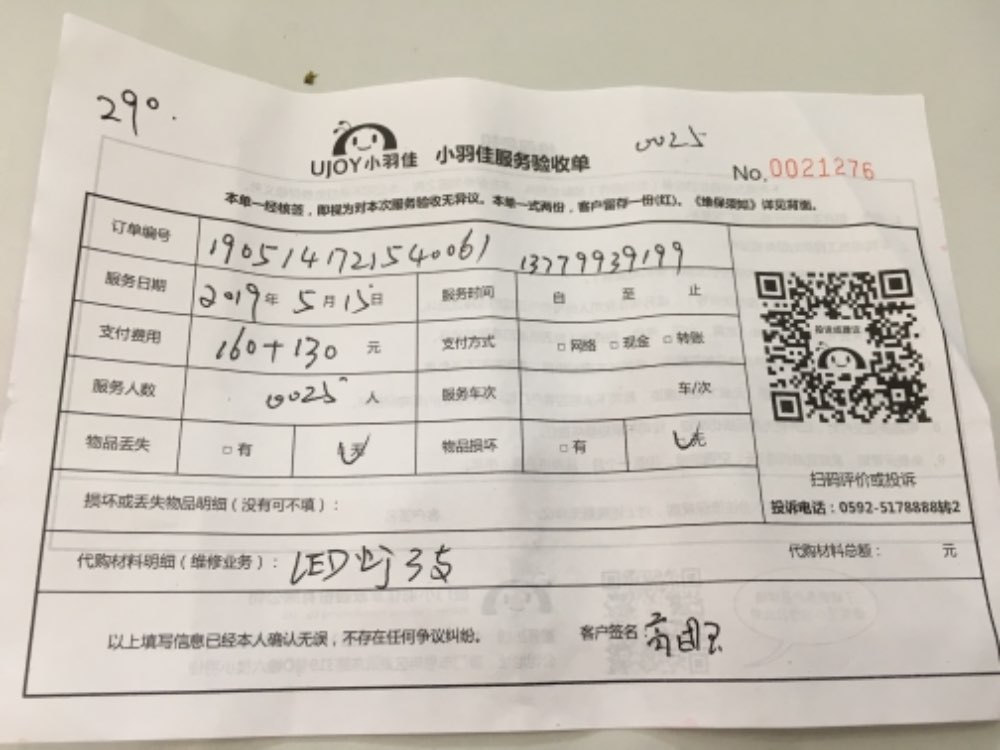 290.
0025
UJOY小羽佳 小羽佳服务验收单
No.0021276
本单一经核签，即视为对本次服务验收无异议。本单一式两份，客户留存一份(红)。《维保须知》详见背面。
订单编号 1905141721540061 13779939199
服务日期 2019年5月15日 服务时间 自 至 止
支付费用 160+130 元 支付方式 □网络 □现金 □转账
服务人数 0025 人 服务车次 车/次
物品丢失 □有 无 物品损坏 □有 无
投诉或建议
扫码评价或投诉
投诉电话：0592-5178888转2
损坏或丢失物品明细（没有可不填）：
代购材料明细（维修业务）：LED灯3支
代购材料总额： 元
以上填写信息已经本人确认无误，不存在任何争议纠纷。
客户签名：